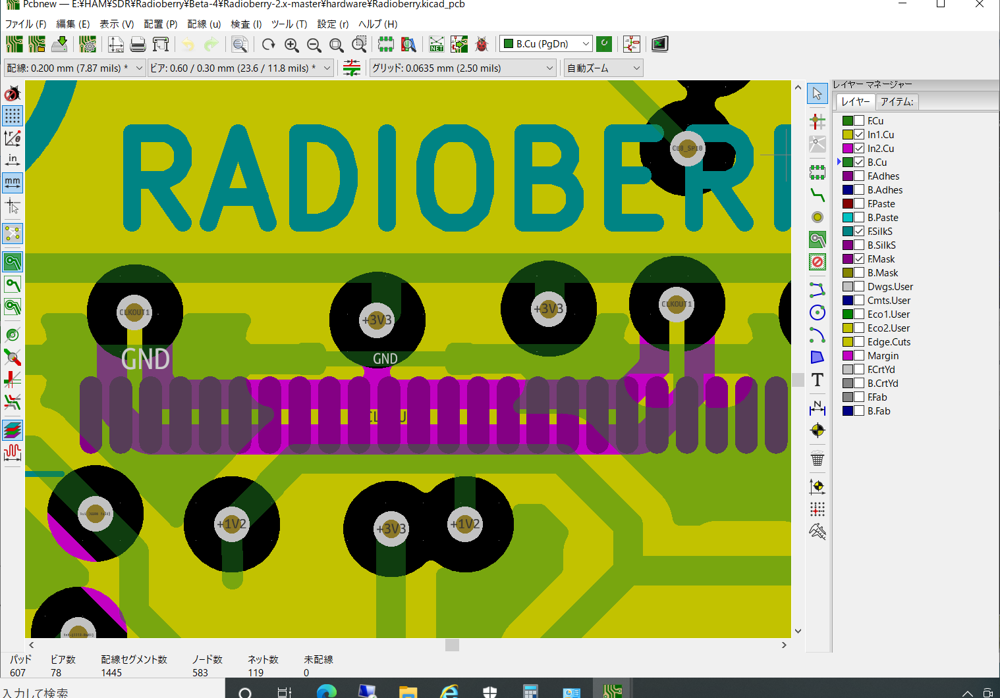 Pcbnew — E:¥HAM¥SDR¥Radioberry¥Beta-4¥Radioberry-2.x-master¥hardware¥Radioberry.kicad_pcb
ファイル (F) 編集 (E) 表示 (V) 配置 (P) 配線 (u) 検査 (I) ツール (T) 設定 (r) ヘルプ (H)
NET
B.Cu (PgDn)
配線: 0.200 mm (7.87 mils) *
ビア: 0.60 / 0.30 mm (23.6 / 11.8 mils) *
グリッド: 0.0635 mm (2.50 mils)
自動ズーム
in
mm
RADIOBER
CLKOUT1
+3V3
+3V3
CLKOUT1
GND
GND
+1V2
+3V3
+1V2
T
N
レイヤー マネージャー
レイヤー アイテム:
F.Cu
In1.Cu
In2.Cu
B.Cu
F.Adhes
B.Adhes
F.Paste
B.Paste
F.SilkS
B.SilkS
F.Mask
B.Mask
Dwgs.User
Cmts.User
Eco1.User
Eco2.User
Edge.Cuts
Margin
F.CrtYd
B.CrtYd
F.Fab
B.Fab
パッド ビア数 配線セグメント数 ノード数 ネット数 未配線
607 78 1445 583 119 0
入力して検索